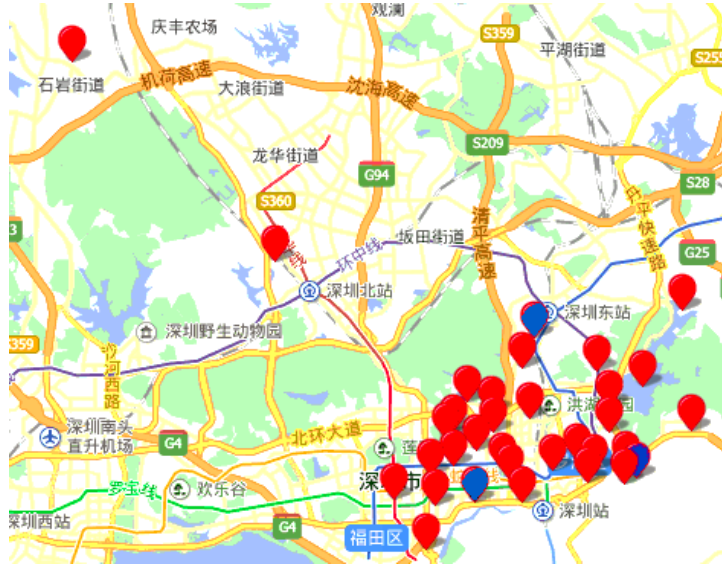 观澜
庆丰农场
S359
平湖街道
S255
石岩街道
机荷高速
大浪街道
沈海高速
龙华街道
S209
G94
S28
S360
清平高速
丹平快速路
坂田街道
环中线
G25
深圳北站
深圳东站
深圳野生动物园
S359
沙河西路
洪湖
园
北环大道
深圳南头
直升机场
G4
莲
欢乐谷
罗宝线
深圳市
线
深圳西站
G4
深圳站
福田区